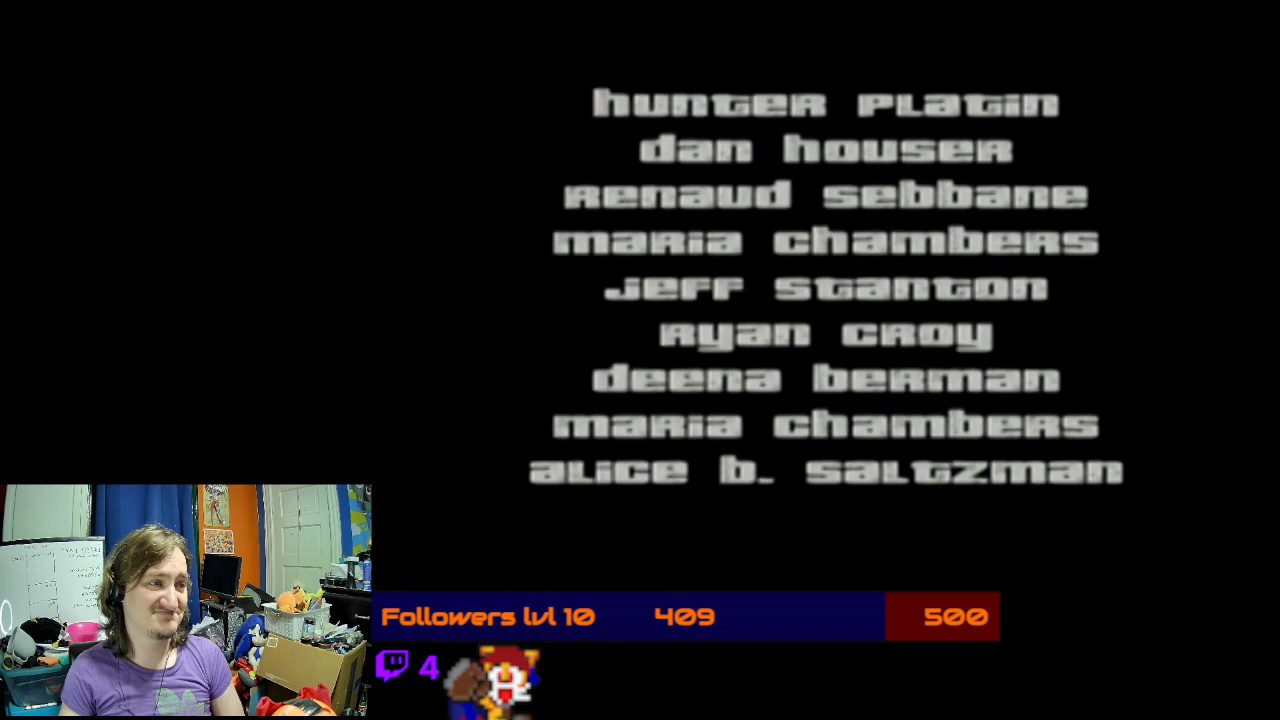 hunter platin
dan houser
renaud sebbane
maria chambers
jeff stanton
ryan croy
deena berman
maria chambers
alice b. saltzman
Followers lvl 10 409 500
4